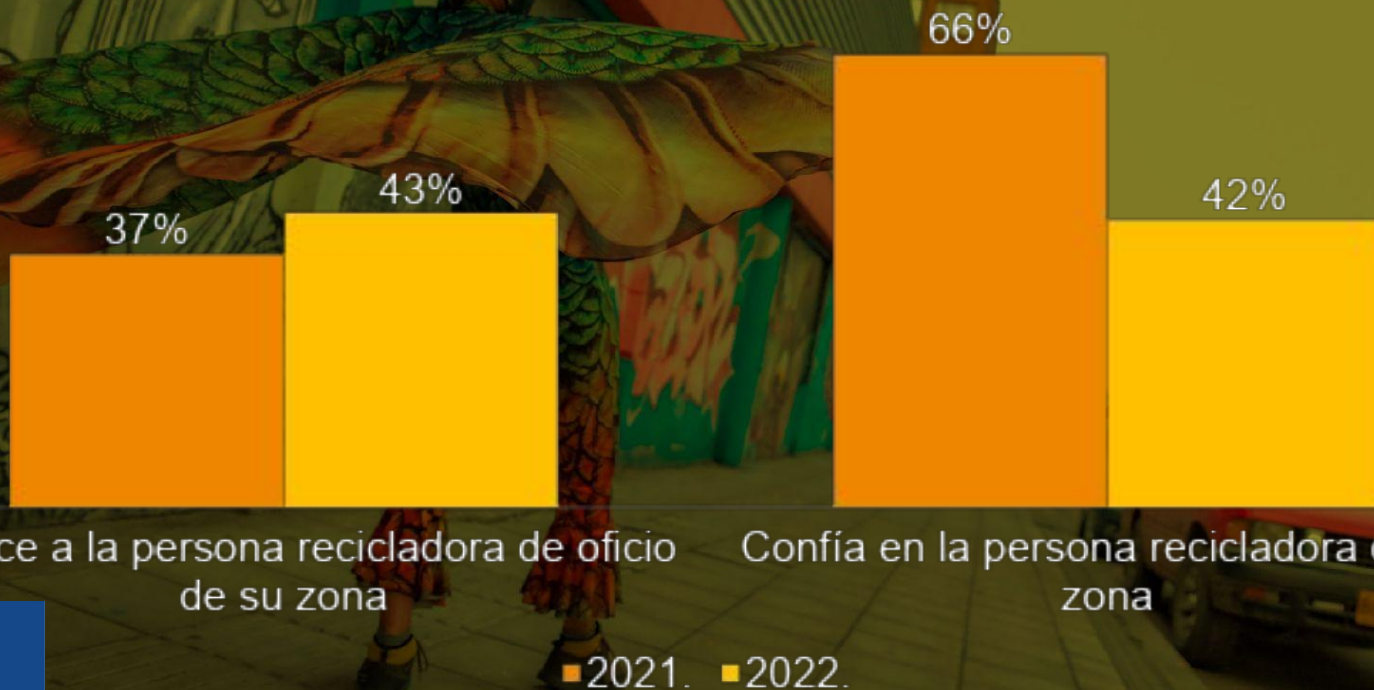 66%
43%
42%
37%
ce a la persona recicladora de oficio
de su zona
Confía en la persona recicladora
zona
2021. 2022.